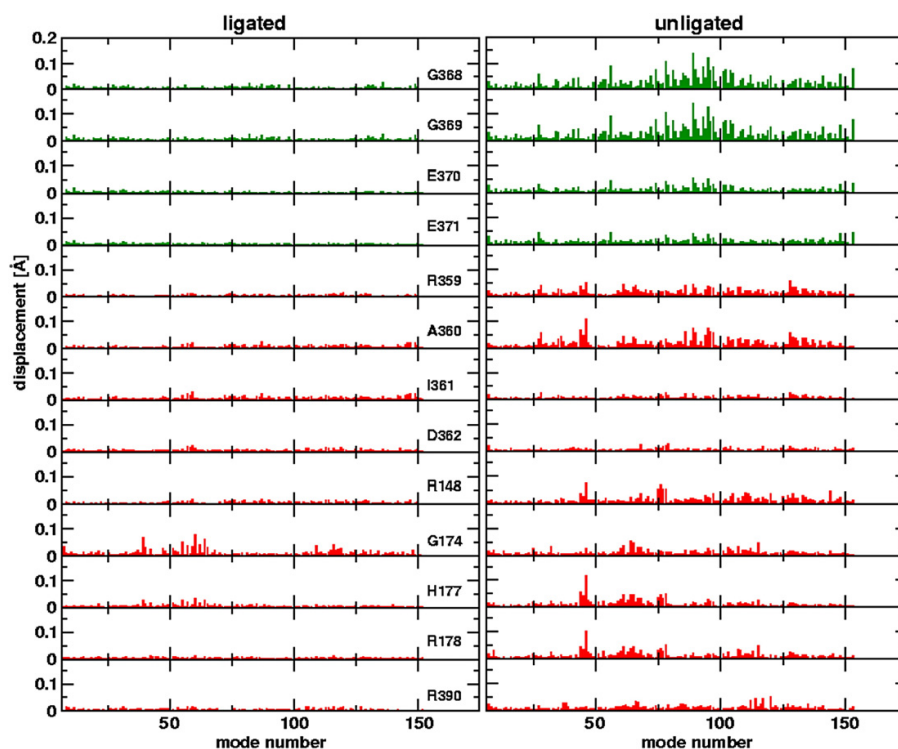 ligated unligated
0.2
0.1 G368
0
0.1 G369
0
0.1 E370
0
0.1 E371
0
0.1 R359
0
0.1 A360
0
0.1 I361
0
0.1 D362
0
0.1 R148
0
0.1 G174
0
0.1 H177
0
0.1 R178
0
0.1 R390
0
displacement [Å]
50 100 150 50 100 150
mode number mode number